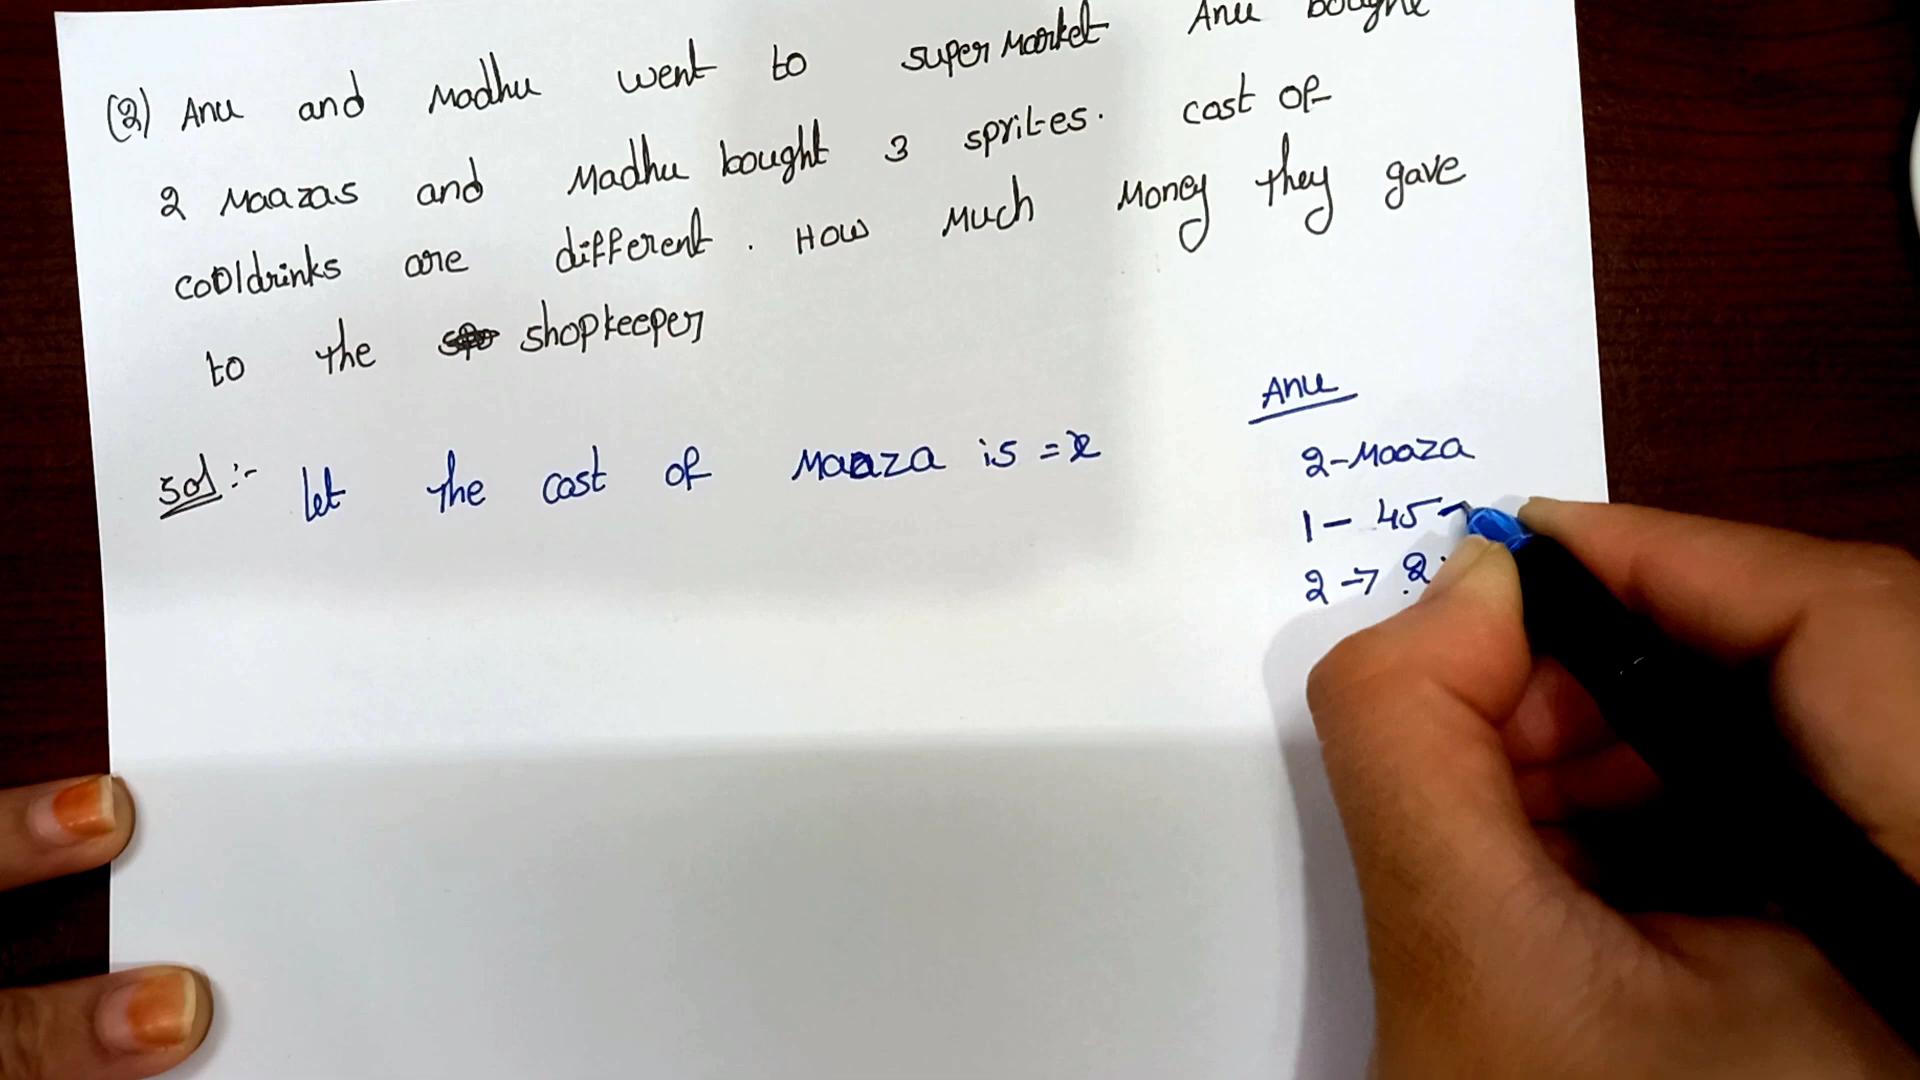 (2) Anu and Madhu went to super Market Anu bought
2 Maazas and Madhu bought 3 sprites. cost of
cooldrinks are different. How Much Money they gave
to the shopkeeper
Sol:- let the cost of Maaza is = x
Anu
2-Maaza
1 - 45 -
2 → 2